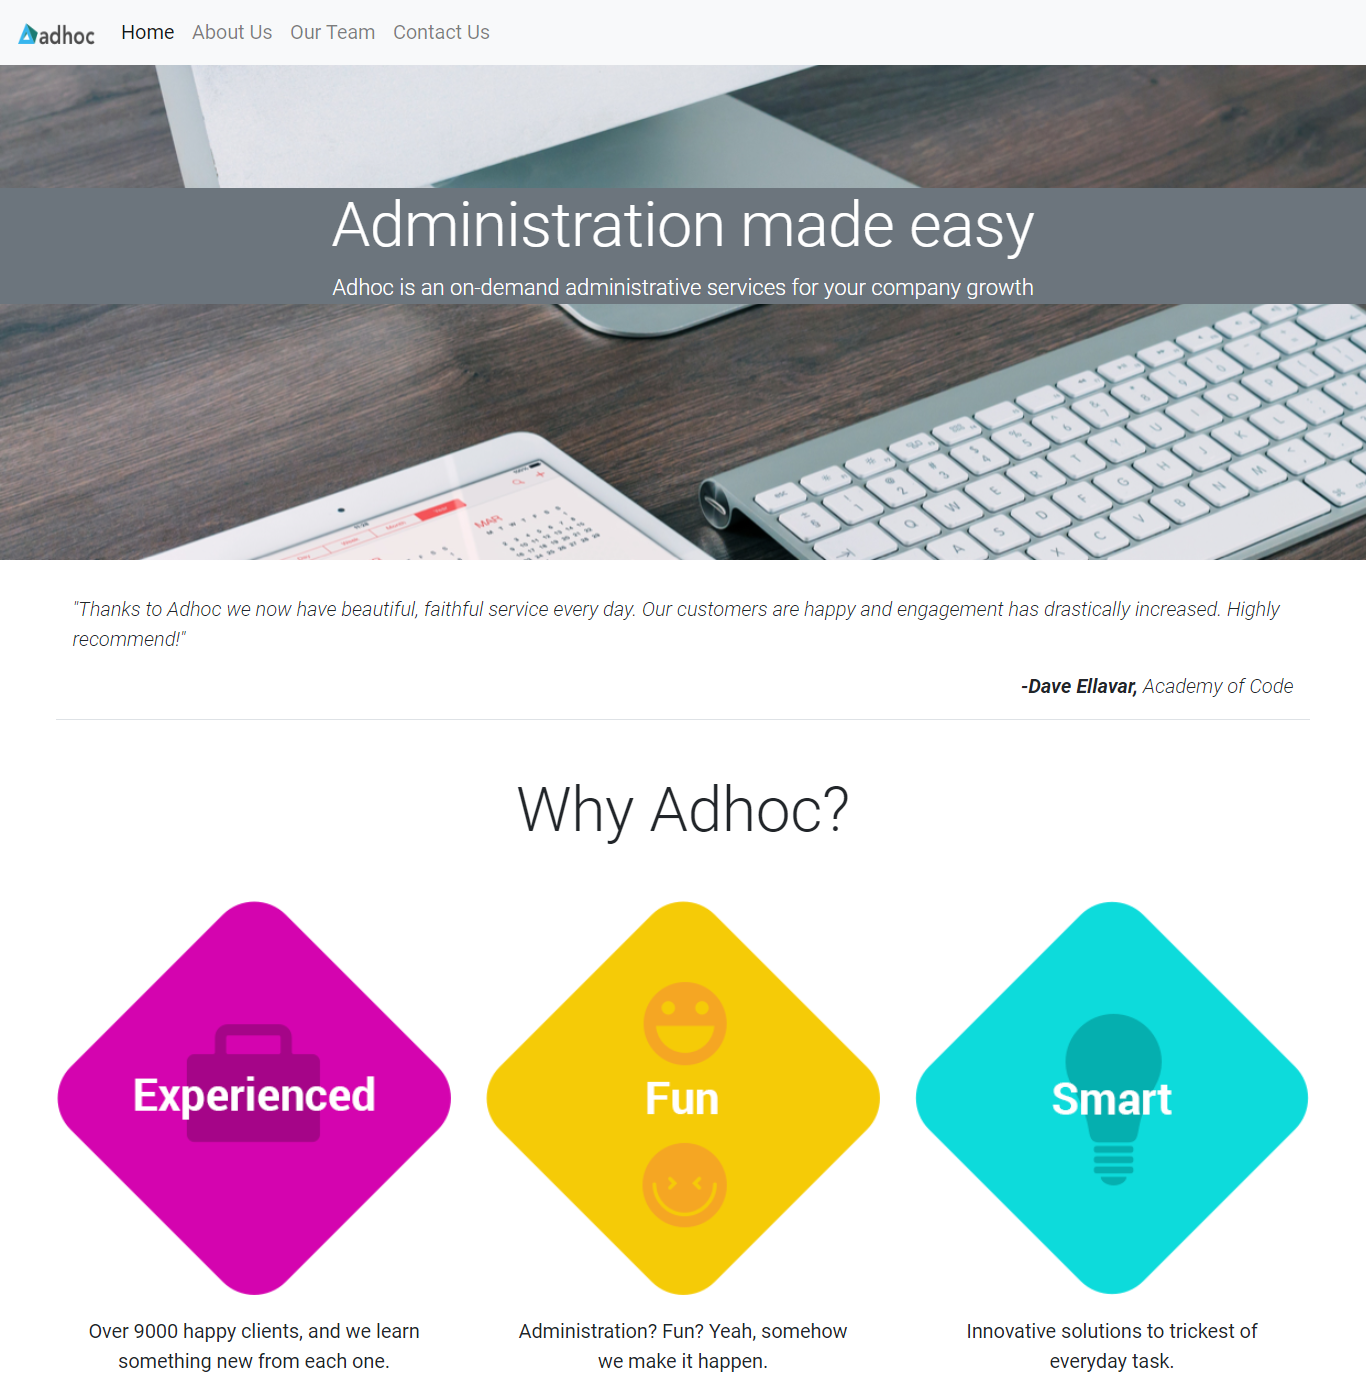 adhoc Home About Us Our Team Contact Us
Administration made easy
Adhoc is an on-demand administrative services for your company growth
"Thanks to Adhoc we now have beautiful, faithful service every day. Our customers are happy and engagement has drastically increased. Highly
recommend!"
-Dave Ellavar, Academy of Code
Why Adhoc?
Experienced
Fun
Smart
Over 9000 happy clients, and we learn
something new from each one.
Administration? Fun? Yeah, somehow
we make it happen.
Innovative solutions to trickest of
everyday task.